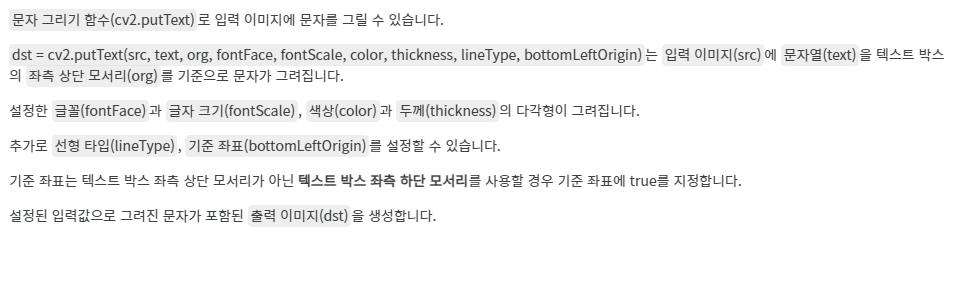 문자 그리기 함수(cv2.putText)로 입력 이미지에 문자를 그릴 수 있습니다.
dst = cv2.putText(src, text, org, fontFace, fontScale, color, thickness, lineType, bottomLeftOrigin)는 입력 이미지(src)에 문자열(text)을 텍스트 박스
의 좌측 상단 모서리(org)를 기준으로 문자가 그려집니다.
설정한 글꼴(fontFace)과 글자 크기(fontScale), 색상(color)과 두께(thickness)의 다각형이 그려집니다.
추가로 선형 타입(lineType), 기준 좌표(bottomLeftOrigin)를 설정할 수 있습니다.
기준 좌표는 텍스트 박스 좌측 상단 모서리가 아닌 텍스트 박스 좌측 하단 모서리를 사용할 경우 기준 좌표에 true를 지정합니다.
설정된 입력값으로 그려진 문자가 포함된 출력 이미지(dst)을 생성합니다.